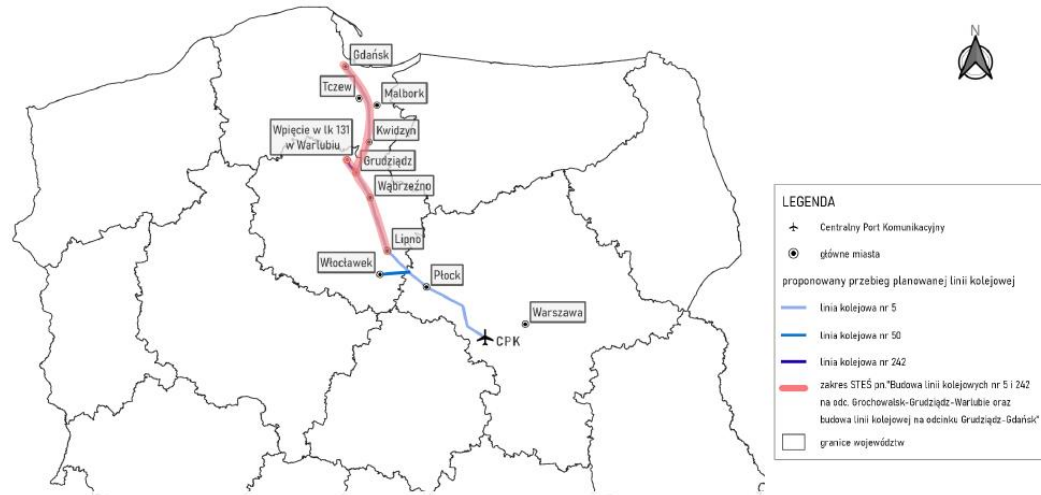 N
Gdańsk
Tczew
Malbork
Kwidzyn
Wpięcie w lk 131
w Warlubiu
Grudziądz
Wąbrzeźno
Lipno
Włocławek
Płock
Warszawa
CPK
LEGENDA
Centralny Port Komunikacyjny
główne miasta
proponowany przebieg planowanej linii kolejowej
linia kolejowa nr 5
linia kolejowa nr 50
linia kolejowa nr 242
zakres STEŚ pn."Budowa linii kolejowych nr 5 i 242
na odc. Grochowalsk-Grudziądz-Warlubie oraz
budowa linii kolejowej na odcinku Grudziądz-Gdańsk"
granice województw